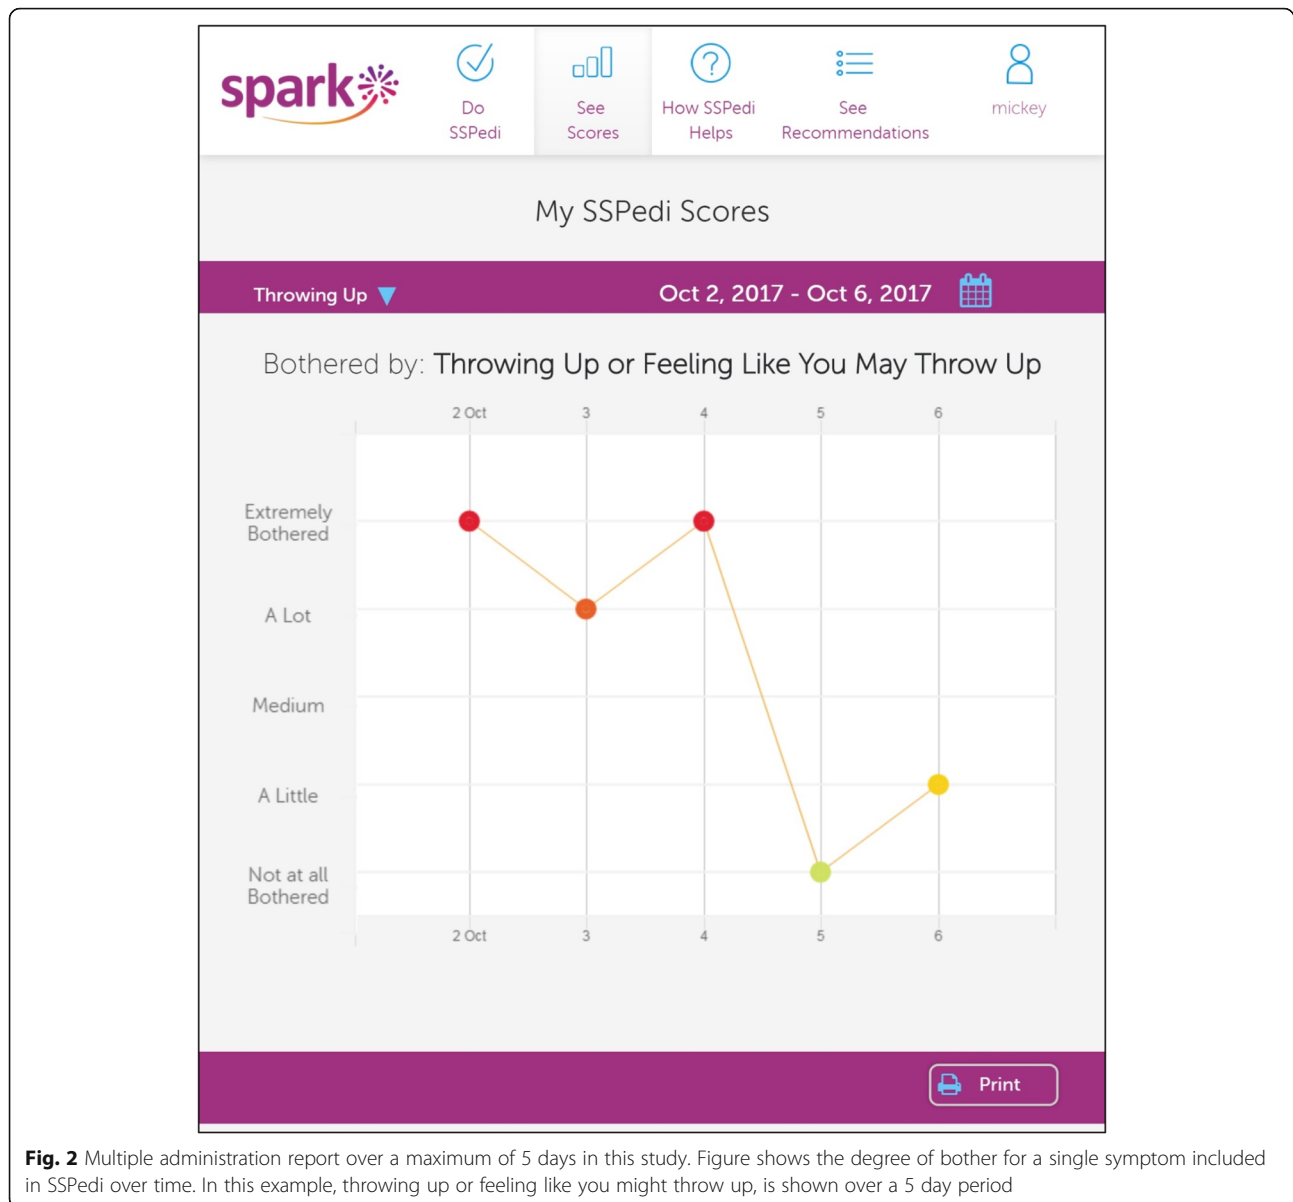 spark
Do
SSPedi
See
Scores
How SSPedi
Helps
See
Recommendations
mickey
My SSPedi Scores
Throwing Up
Oct 2, 2017 - Oct 6, 2017
Bothered by: Throwing Up or Feeling Like You May Throw Up
2 Oct 3 4 5 6
Extremely
Bothered
A Lot
Medium
A Little
Not at all
Bothered
2 Oct 3 4 5 6
Print
Fig. 2 Multiple administration report over a maximum of 5 days in this study. Figure shows the degree of bother for a single symptom included
in SSPedi over time. In this example, throwing up or feeling like you might throw up, is shown over a 5 day period